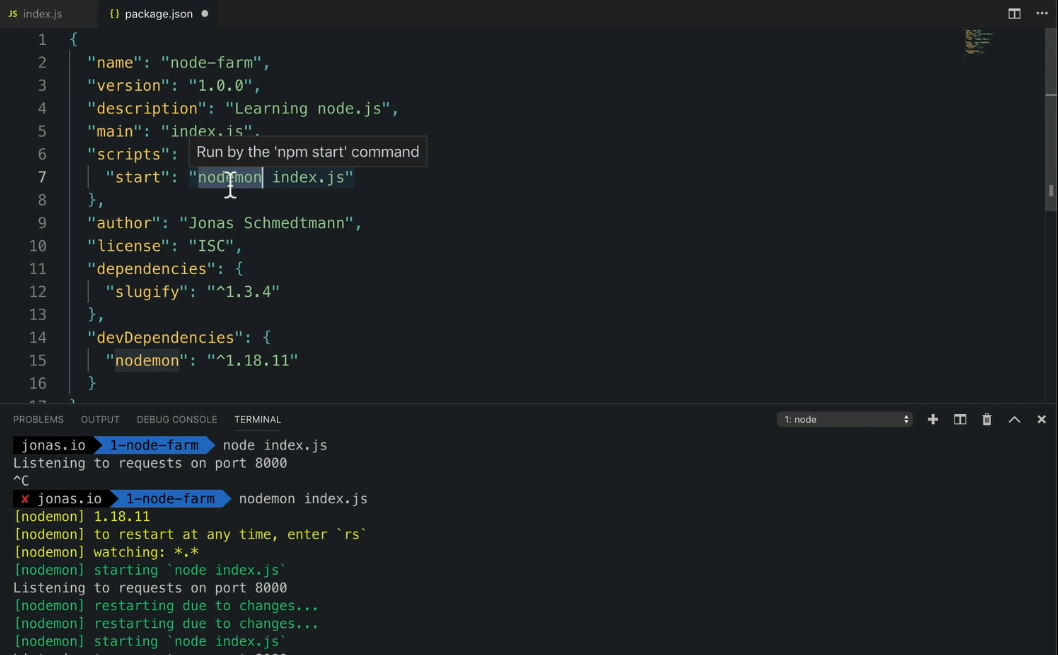 JS index.js {} package.json ●
1 {
2 "name": "node-farm",
3 "version": "1.0.0",
4 "description": "Learning node.js",
5 "main": "index.js",
6 "scripts":
Run by the 'npm start' command
7 "start": "nodemon index.js"
8 },
9 "author": "Jonas Schmedtmann",
10 "license": "ISC",
11 "dependencies": {
12 "slugify": "^1.3.4"
13 },
14 "devDependencies": {
15 "nodemon": "^1.18.11"
16 }
17 }
PROBLEMS OUTPUT DEBUG CONSOLE TERMINAL 1: node
jonas.io 1-node-farm node index.js
Listening to requests on port 8000
^C
✘ jonas.io 1-node-farm nodemon index.js
[nodemon] 1.18.11
[nodemon] to restart at any time, enter `rs`
[nodemon] watching: *.*
[nodemon] starting `node index.js`
Listening to requests on port 8000
[nodemon] restarting due to changes...
[nodemon] restarting due to changes...
[nodemon] starting `node index.js`